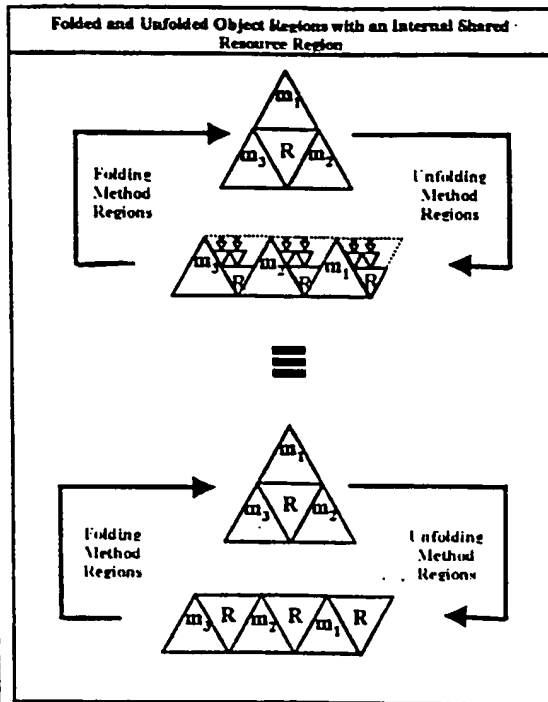 Folded and Unfolded Object Regions with an Internal Shared
Resource Region
m1
m3 R m2
Folding
Method
Regions
Unfolding
Method
Regions
m3 R m2 R m1 R
≡
m1
m3 R m2
Folding
Method
Regions
Unfolding
Method
Regions
m3 R m2 R m1 R